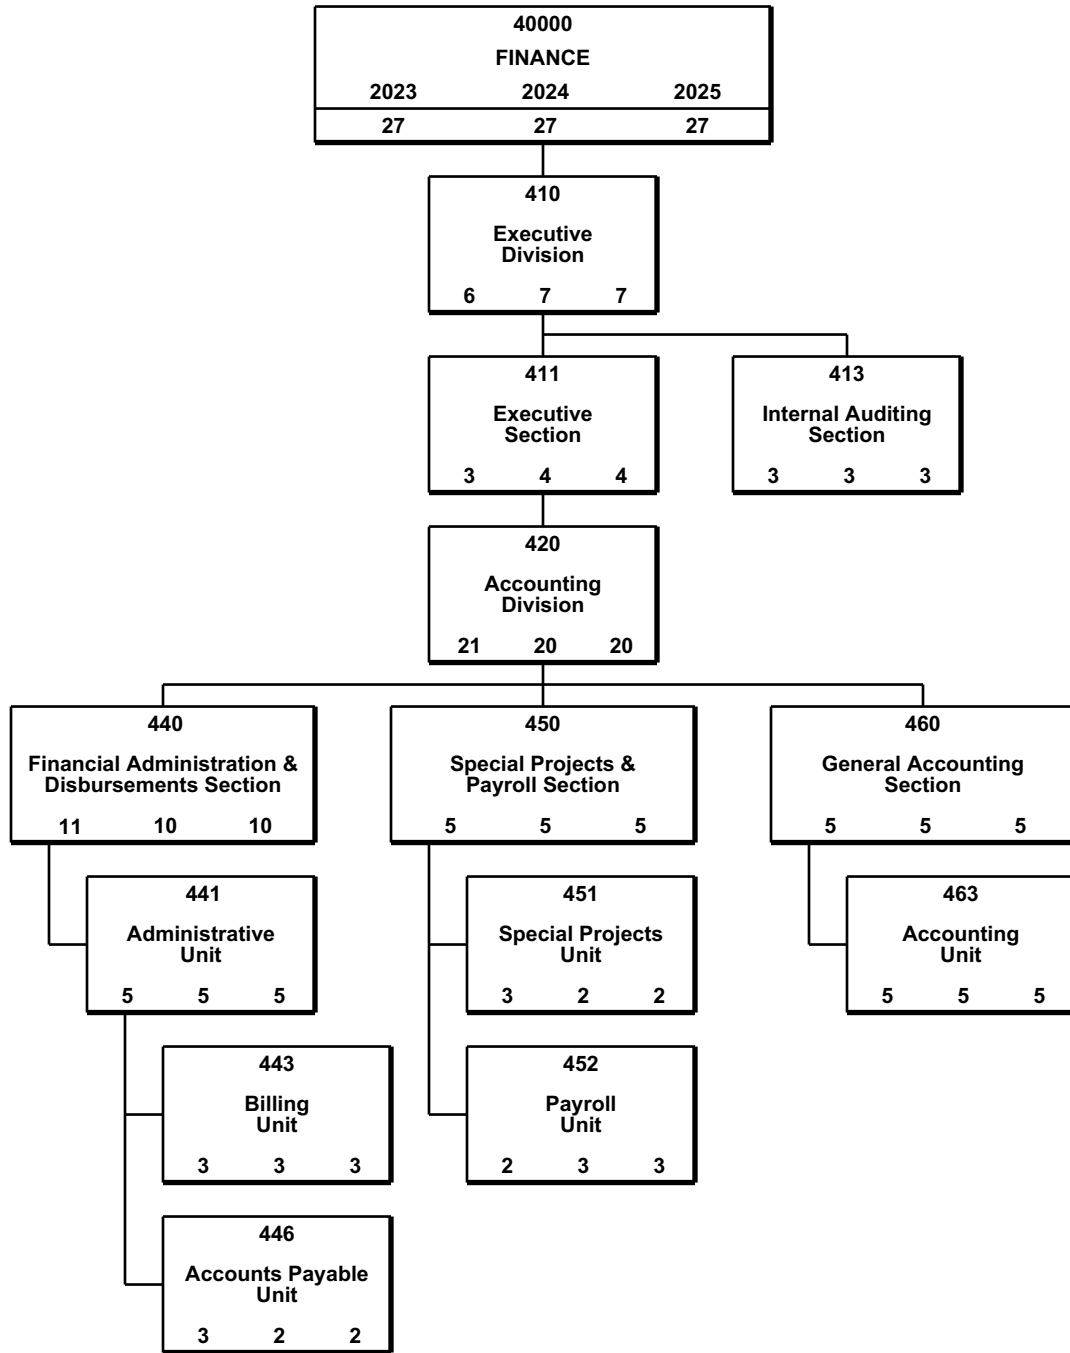 40000
FINANCE
2023 2024 2025
27 27 27
410
Executive
Division
6 7 7
411
Executive
Section
3 4 4
413
Internal Auditing
Section
3 3 3
420
Accounting
Division
21 20 20
440
Financial Administration &
Disbursements Section
11 10 10
450
Special Projects &
Payroll Section
5 5 5
460
General Accounting
Section
5 5 5
441
Administrative
Unit
5 5 5
451
Special Projects
Unit
3 2 2
463
Accounting
Unit
5 5 5
443
Billing
Unit
3 3 3
452
Payroll
Unit
2 3 3
446
Accounts Payable
Unit
3 2 2